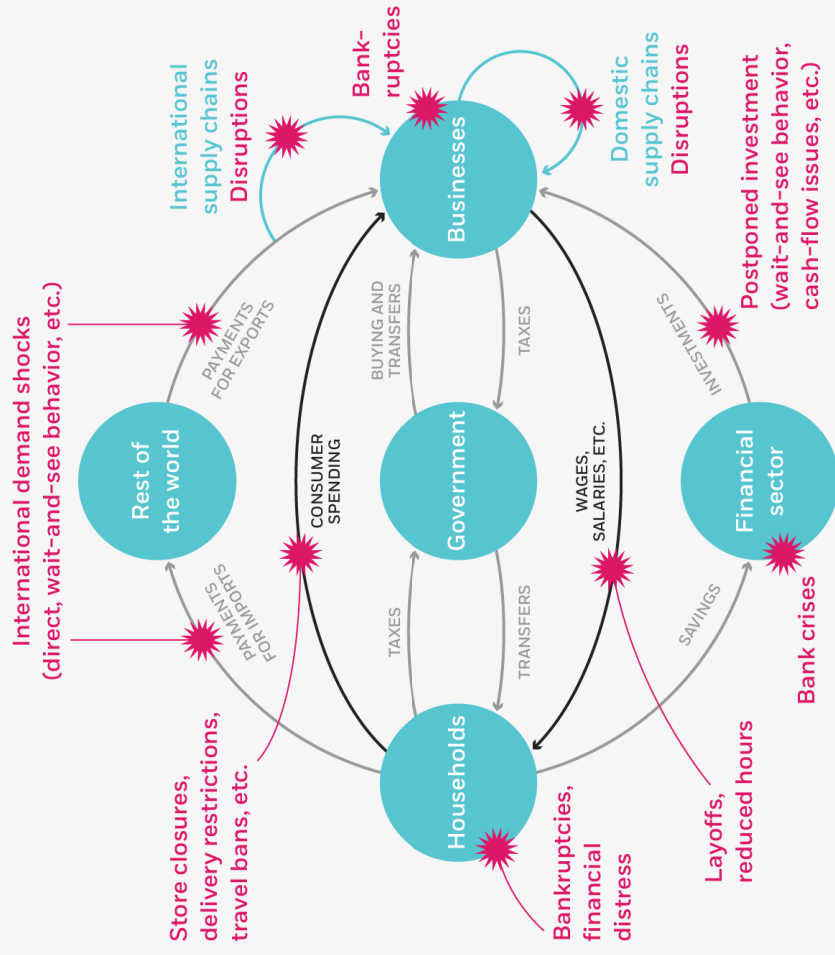 International demand shocks
(direct, wait-and-see behavior, etc.)
International
supply chains
Disruptions
Rest of
the world
PAYMENTS
FOR IMPORTS
PAYMENTS
FOR EXPORTS
Store closures,
delivery restrictions,
travel bans, etc.
CONSUMER
SPENDING
Bank-
ruptcies
Households
TAXES
Government
BUYING AND
TRANSFERS
Businesses
TRANSFERS
TAXES
Bankruptcies,
financial
distress
WAGES,
SALARIES, ETC.
Domestic
supply chains
Disruptions
Layoffs,
reduced hours
SAVINGS
Financial
sector
INVESTMENTS
Bank crises
Postponed investment
(wait-and-see behavior,
cash-flow issues, etc.)